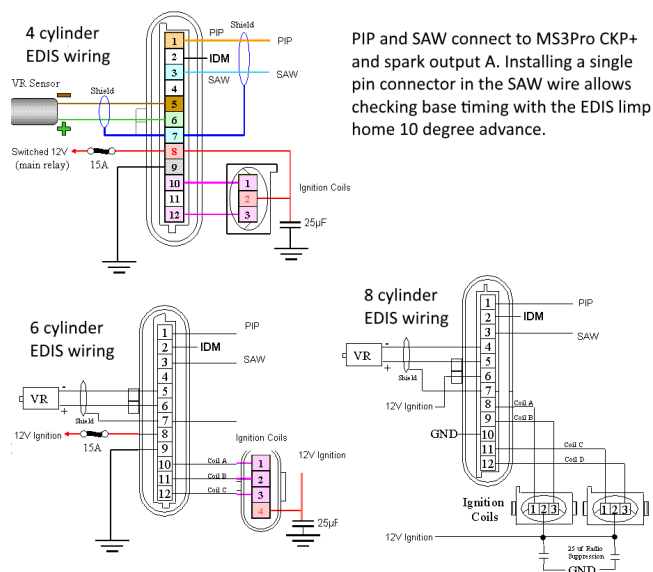 4 cylinder
EDIS wiring
PIP and SAW connect to MS3Pro CKP+
and spark output A. Installing a single
pin connector in the SAW wire allows
checking base timing with the EDIS limp
home 10 degree advance.
Shield
PIP
PIP
IDM
SAW
SAW
VR Sensor
Shield
Switched 12V
(main relay)
15A
1
2
3
4
5
6
7
8
9
10
11
12
1
2
3
Ignition Coils
25µF
6 cylinder
EDIS wiring
PIP
IDM
SAW
VR
-
+
Shield
12V Ignition
15A
1
2
3
4
5
6
7
8
9
10
11
12
Coil A
Coil B
Coil C
Ignition Coils
1
2
3
4
12V Ignition
25µF
8 cylinder
EDIS wiring
PIP
IDM
SAW
VR
-
+
Shield
12V Ignition
GND
1
2
3
4
5
6
7
8
9
10
11
12
Coil A
Coil B
Coil C
Coil D
Ignition
Coils
1 2 3
1 2 3
12V Ignition
25 uf Radio
Suppression
GND